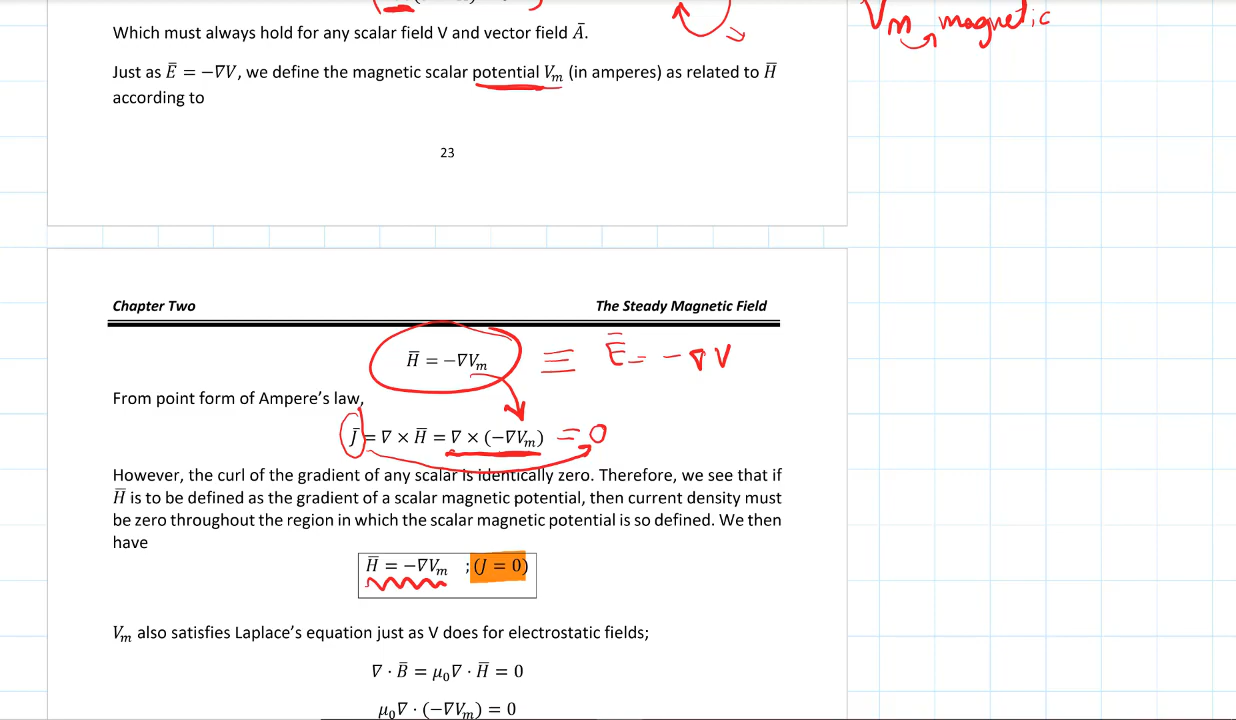 Which must always hold for any scalar field V and vector field A̅.
Vm magnetic
Just as E̅ = −∇V, we define the magnetic scalar potential Vₘ (in amperes) as related to H̅
according to
23
Chapter Two The Steady Magnetic Field
H̅ = −∇Vₘ ≡ E̅ = −∇V
From point form of Ampere’s law,
J̅ = ∇ × H̅ = ∇ × (−∇Vₘ) = 0
However, the curl of the gradient of any scalar is identically zero. Therefore, we see that if
H̅ is to be defined as the gradient of a scalar magnetic potential, then current density must
be zero throughout the region in which the scalar magnetic potential is so defined. We then
have
H̅ = −∇Vₘ ; (J = 0)
Vₘ also satisfies Laplace’s equation just as V does for electrostatic fields;
∇ · B̅ = μ₀∇ · H̅ = 0
μ₀∇ · (−∇Vₘ) = 0